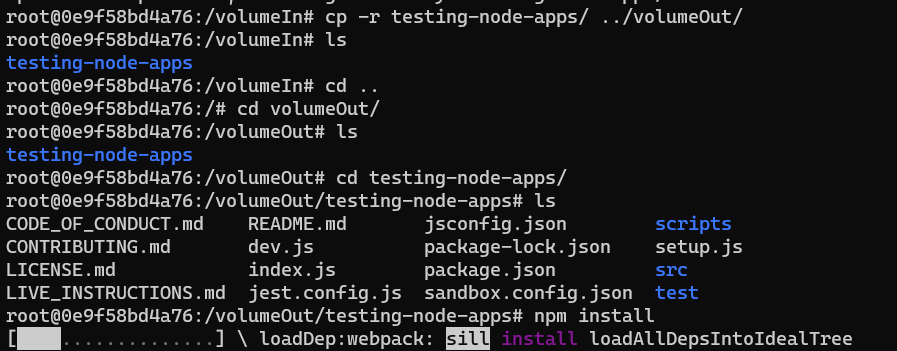 root@0e9f58bd4a76:/volumeIn# cp -r testing-node-apps/ ../volumeOut/
root@0e9f58bd4a76:/volumeIn# ls
testing-node-apps
root@0e9f58bd4a76:/volumeIn# cd ..
root@0e9f58bd4a76:/# cd volumeOut/
root@0e9f58bd4a76:/volumeOut# ls
testing-node-apps
root@0e9f58bd4a76:/volumeOut# cd testing-node-apps/
root@0e9f58bd4a76:/volumeOut/testing-node-apps# ls
CODE_OF_CONDUCT.md README.md jsconfig.json scripts
CONTRIBUTING.md dev.js package-lock.json setup.js
LICENSE.md index.js package.json src
LIVE_INSTRUCTIONS.md jest.config.js sandbox.config.json test
root@0e9f58bd4a76:/volumeOut/testing-node-apps# npm install
[    ..............] \ loadDep:webpack: sill install loadAllDepsIntoIdealTree